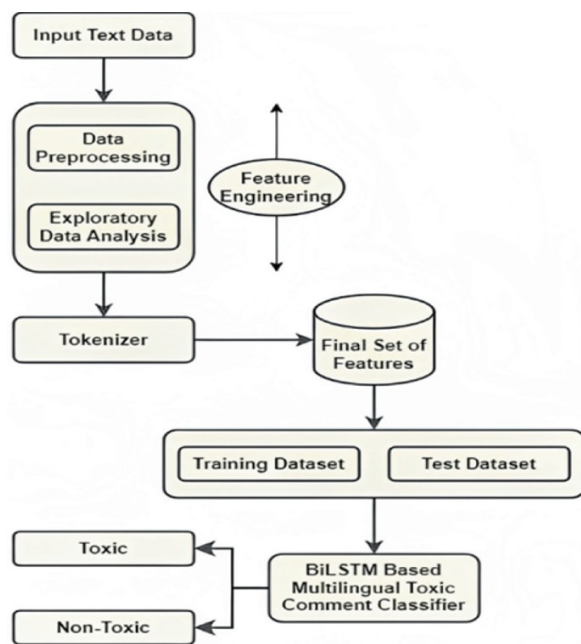 Input Text Data
Data
Preprocessing
Feature
Engineering
Exploratory
Data Analysis
Tokenizer
Final Set of
Features
Training Dataset
Test Dataset
Toxic
BiLSTM Based
Multilingual Toxic
Comment Classifier
Non-Toxic